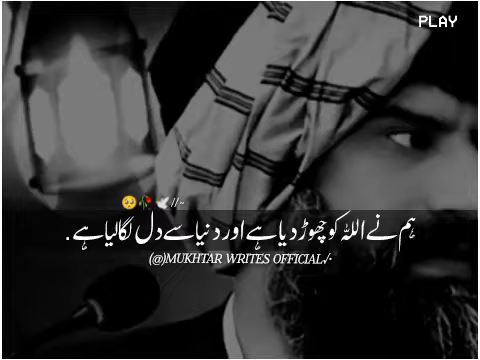 PLAY
🥺🥀🕊️//~
ہم نے اللہ کو چھوڑ دیا ہے اور دنیا سے دل لگا لیا ہے .
(@)MUKHTAR WRITES OFFICIAL√·